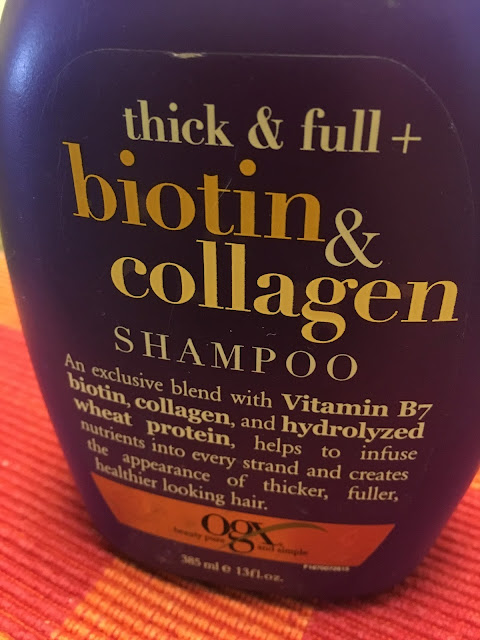 thick & full +
biotin
&
collagen
SHAMPOO
An exclusive blend with Vitamin B7
biotin, collagen, and hydrolyzed
wheat protein, helps to infuse
nutrients into every strand and creates
the appearance of thicker, fuller,
healthier looking hair.
ogx
beauty pure and simple
385 ml e 13fl.oz.